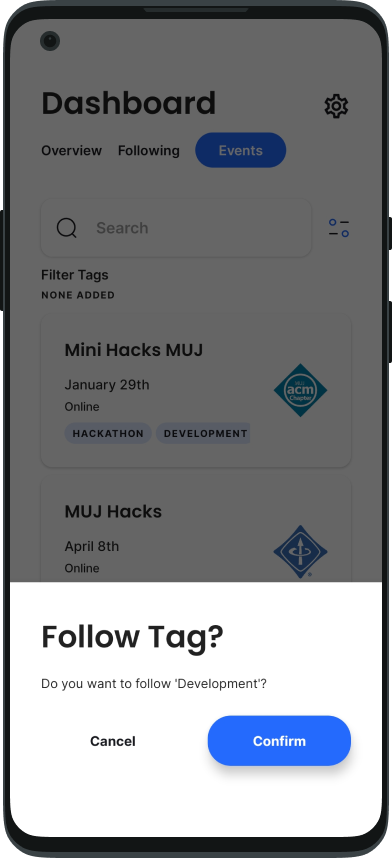 Dashboard
Overview Following Events
Search
Filter Tags
NONE ADDED
Mini Hacks MUJ
January 29th
Online
HACKATHON DEVELOPMENT
acm
Chapter
MUJ Hacks
April 8th
Online
Follow Tag?
Do you want to follow 'Development'?
Cancel Confirm